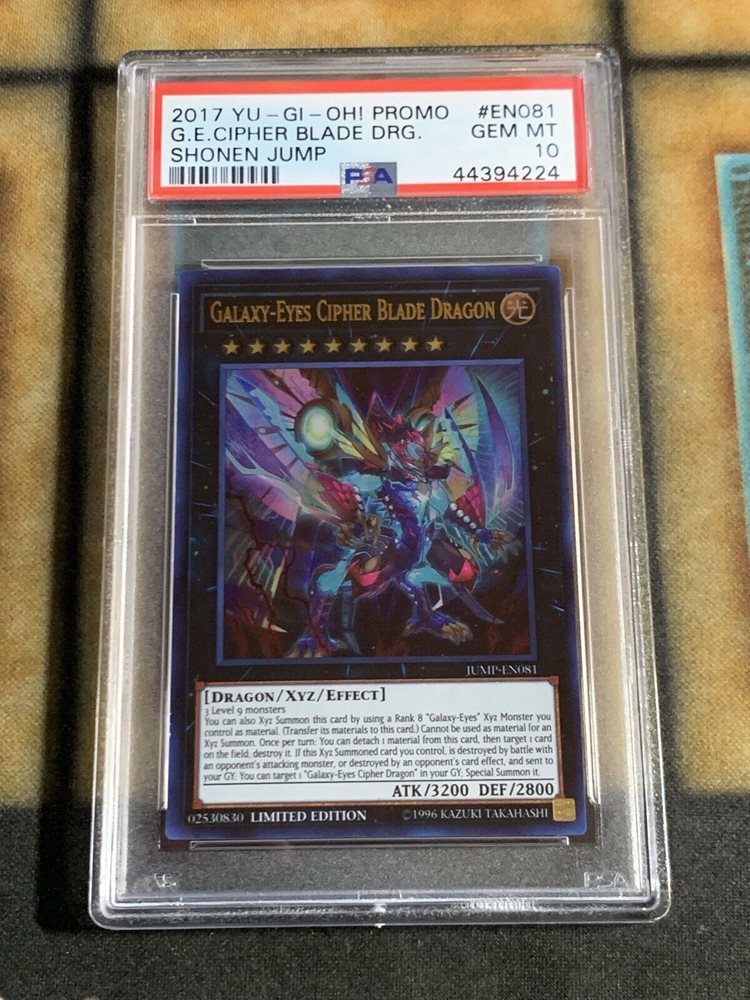 2017 YU-GI-OH! PROMO #EN081
G.E.CIPHER BLADE DRG. GEM MT
SHONEN JUMP 10
PSA 44394224
GALAXY-EYES CIPHER BLADE DRAGON 光
JUMP-EN081
[DRAGON/XYZ/EFFECT]
3 Level 9 monsters
You can also Xyz Summon this card by using a Rank 8 "Galaxy-Eyes" Xyz Monster you
control as material. (Transfer its materials to this card.) Cannot be used as material for an
Xyz Summon. Once per turn: You can detach 1 material from this card, then target 1 card
on the field; destroy it. If this Xyz Summoned card you control, is destroyed by battle with
an opponent's attacking monster, or destroyed by an opponent's card effect, and sent to
your GY: You can target 1 "Galaxy-Eyes Cipher Dragon" in your GY; Special Summon it.
ATK/3200 DEF/2800
02530830 LIMITED EDITION ©1996 KAZUKI TAKAHASHI
PSA